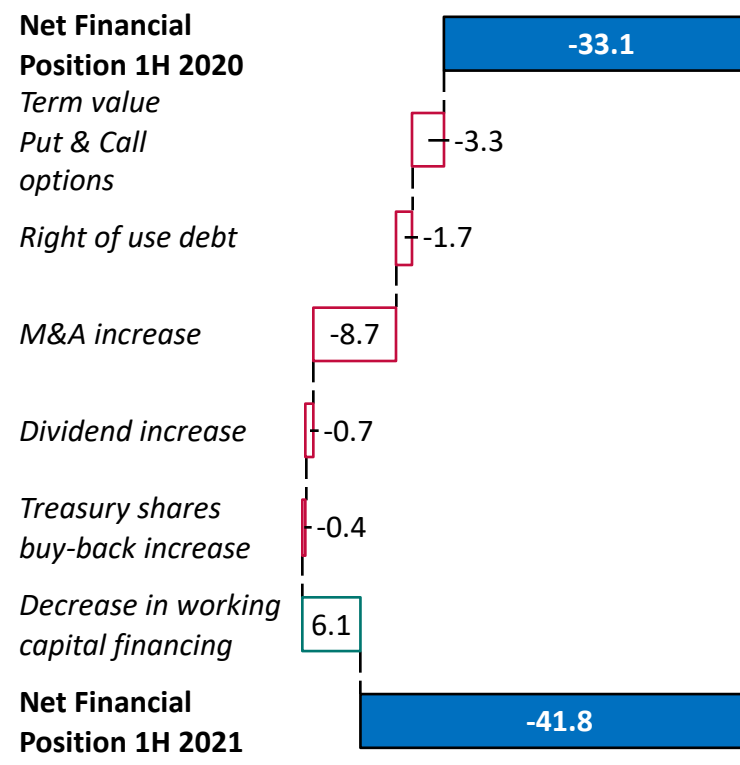 Net Financial
Position 1H 2020
-33.1
Term value
Put & Call
options
-3.3
Right of use debt
-1.7
M&A increase
-8.7
Dividend increase
-0.7
Treasury shares
buy-back increase
-0.4
Decrease in working
capital financing
6.1
Net Financial
Position 1H 2021
-41.8